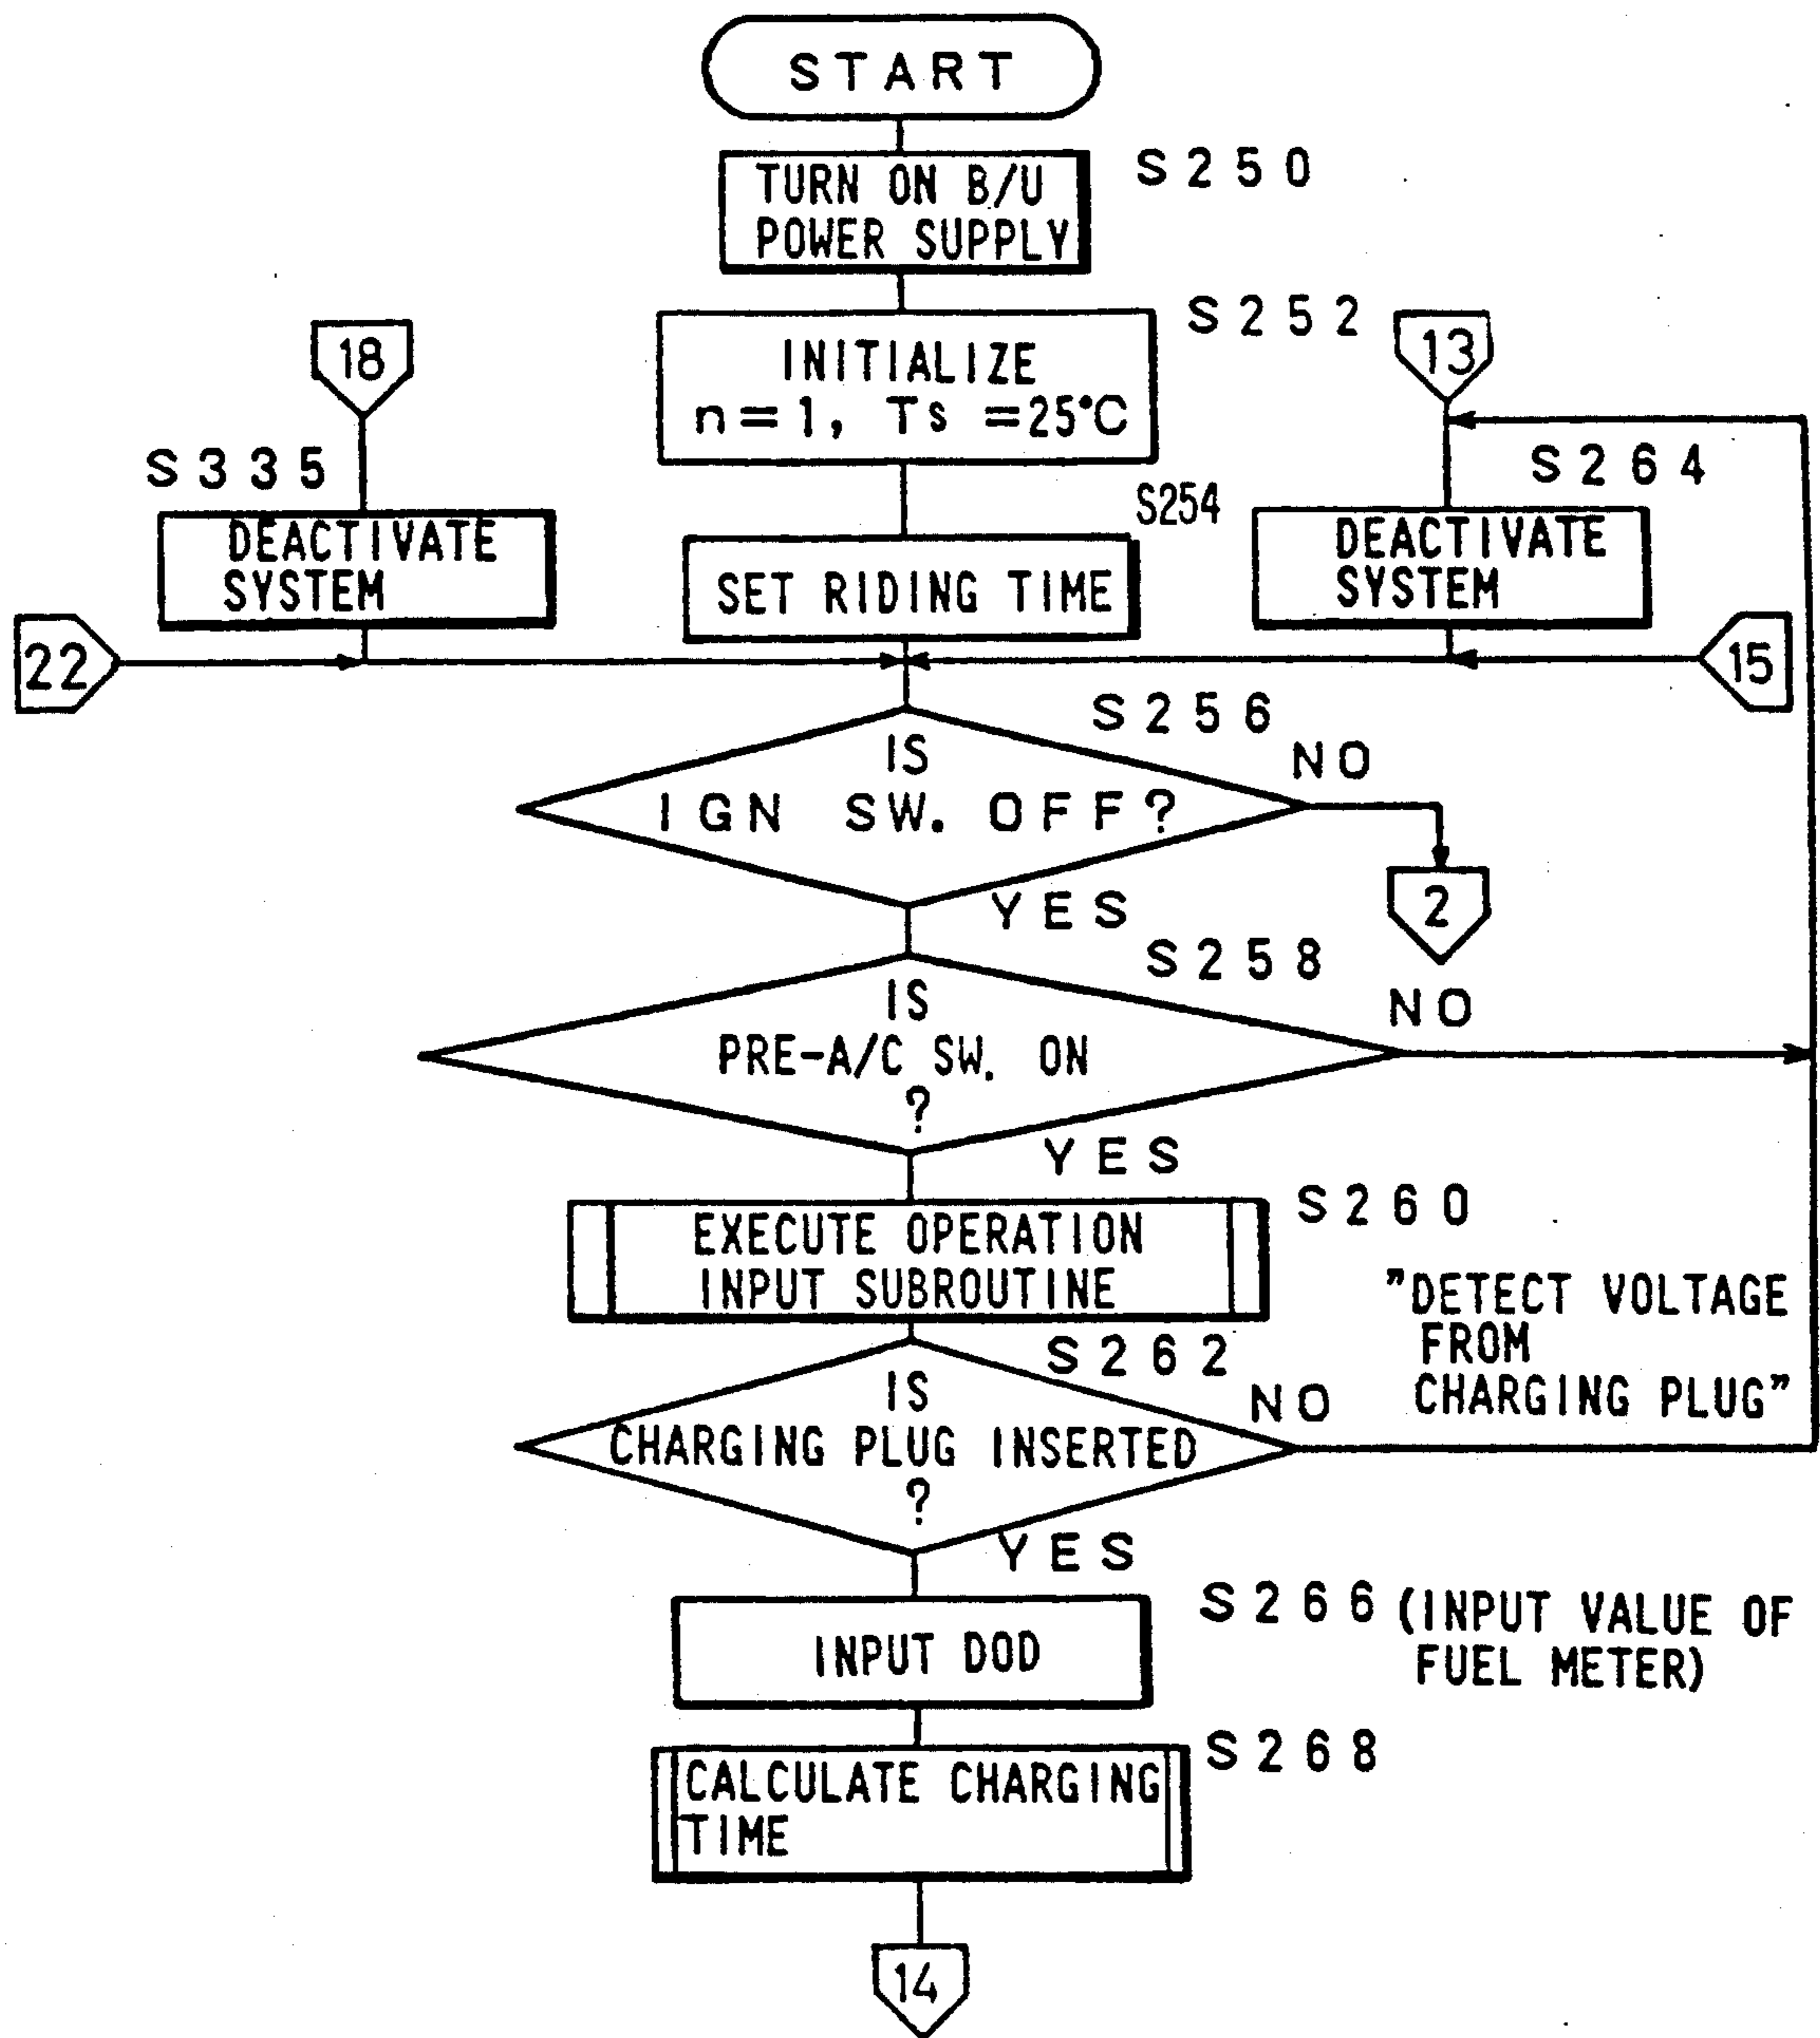 START
S250
TURN ON B/U
POWER SUPPLY
S252
INITIALIZE
n=1, Ts =25°C
18
13
S335
DEACTIVATE
SYSTEM
S254
SET RIDING TIME
S264
DEACTIVATE
SYSTEM
22
15
S256
IS
IGN SW. OFF?
NO
YES
2
S258
IS
PRE-A/C SW. ON
?
NO
YES
S260
EXECUTE OPERATION
INPUT SUBROUTINE
S262
"DETECT VOLTAGE
FROM
CHARGING PLUG"
IS
CHARGING PLUG INSERTED
?
NO
YES
S266 (INPUT VALUE OF
FUEL METER)
INPUT DOD
S268
CALCULATE CHARGING
TIME
14